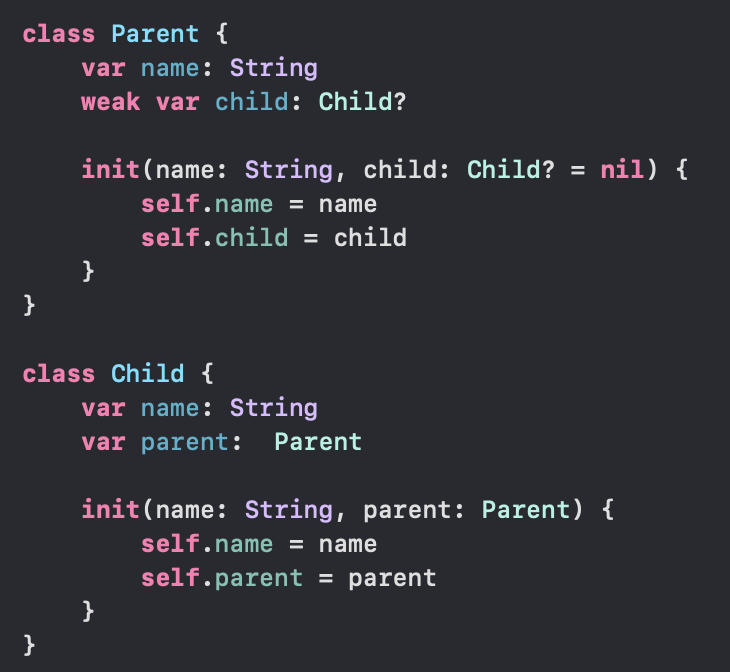 class Parent {
    var name: String
    weak var child: Child?

    init(name: String, child: Child? = nil) {
        self.name = name
        self.child = child
    }
}

class Child {
    var name: String
    var parent:  Parent

    init(name: String, parent: Parent) {
        self.name = name
        self.parent = parent
    }
}